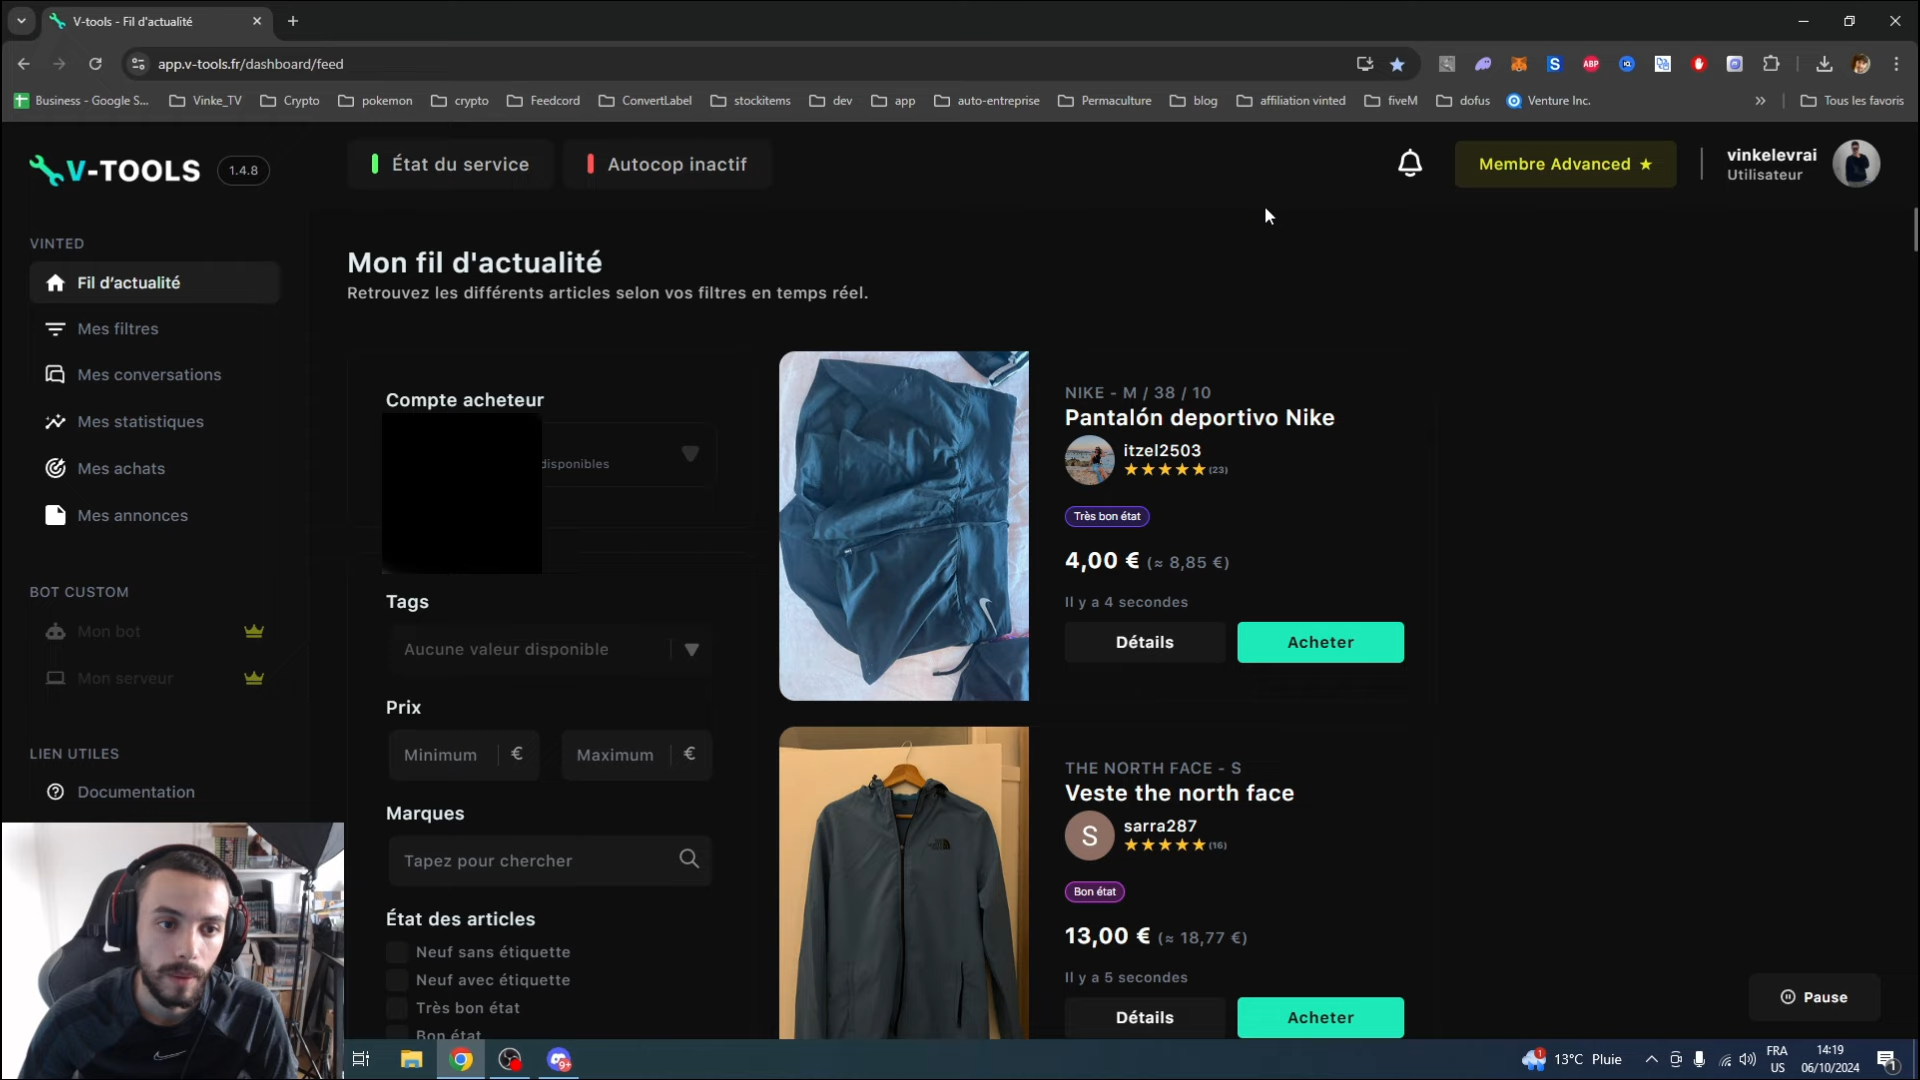 V-tools - Fil d'actualité
app.v-tools.fr/dashboard/feed
Business - Google S...
Vinke_TV
Crypto
pokemon
crypto
Feedcord
ConvertLabel
stockitems
dev
app
auto-entreprise
Permaculture
blog
affiliation vinted
fiveM
dofus
Venture Inc.
Tous les favoris
V-TOOLS
1.4.8
État du service
Autocop inactif
Membre Advanced ★
vinkelevrai
Utilisateur
VINTED
Fil d'actualité
Mes filtres
Mes conversations
Mes statistiques
Mes achats
Mes annonces
BOT CUSTOM
Mon bot
Mon serveur
LIEN UTILES
Documentation
Mon fil d'actualité
Retrouvez les différents articles selon vos filtres en temps réel.
Compte acheteur
disponibles
Tags
Aucune valeur disponible
Prix
Minimum €
Maximum €
Marques
Tapez pour chercher
État des articles
Neuf sans étiquette
Neuf avec étiquette
Très bon état
Bon état
NIKE - M / 38 / 10
Pantalón deportivo Nike
itzel2503
★★★★★ (23)
Très bon état
4,00 € (≈ 8,85 €)
Il y a 4 secondes
Détails
Acheter
THE NORTH FACE - S
Veste the north face
S
sarra287
★★★★★ (16)
Bon état
13,00 € (≈ 18,77 €)
Il y a 5 secondes
Détails
Acheter
Pause
13°C Pluie
FRA
US
14:19
06/10/2024